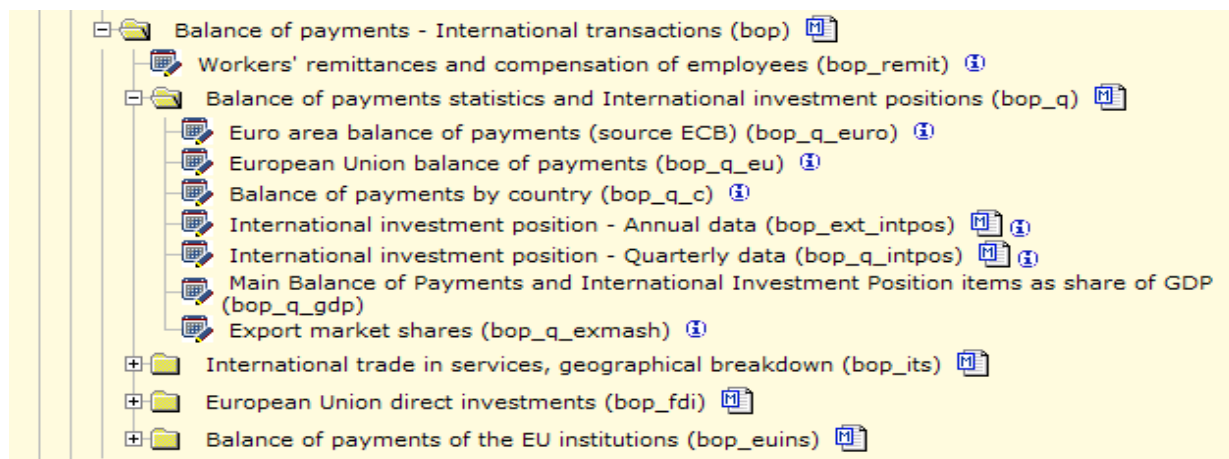 Balance of payments - International transactions (bop) M
Workers' remittances and compensation of employees (bop_remit) i
Balance of payments statistics and International investment positions (bop_q) M
Euro area balance of payments (source ECB) (bop_q_euro) i
European Union balance of payments (bop_q_eu) i
Balance of payments by country (bop_q_c) i
International investment position - Annual data (bop_ext_intpos) M i
International investment position - Quarterly data (bop_q_intpos) M i
Main Balance of Payments and International Investment Position items as share of GDP
(bop_q_gdp)
Export market shares (bop_q_exmash) i
International trade in services, geographical breakdown (bop_its) M
European Union direct investments (bop_fdi) M
Balance of payments of the EU institutions (bop_euins) M